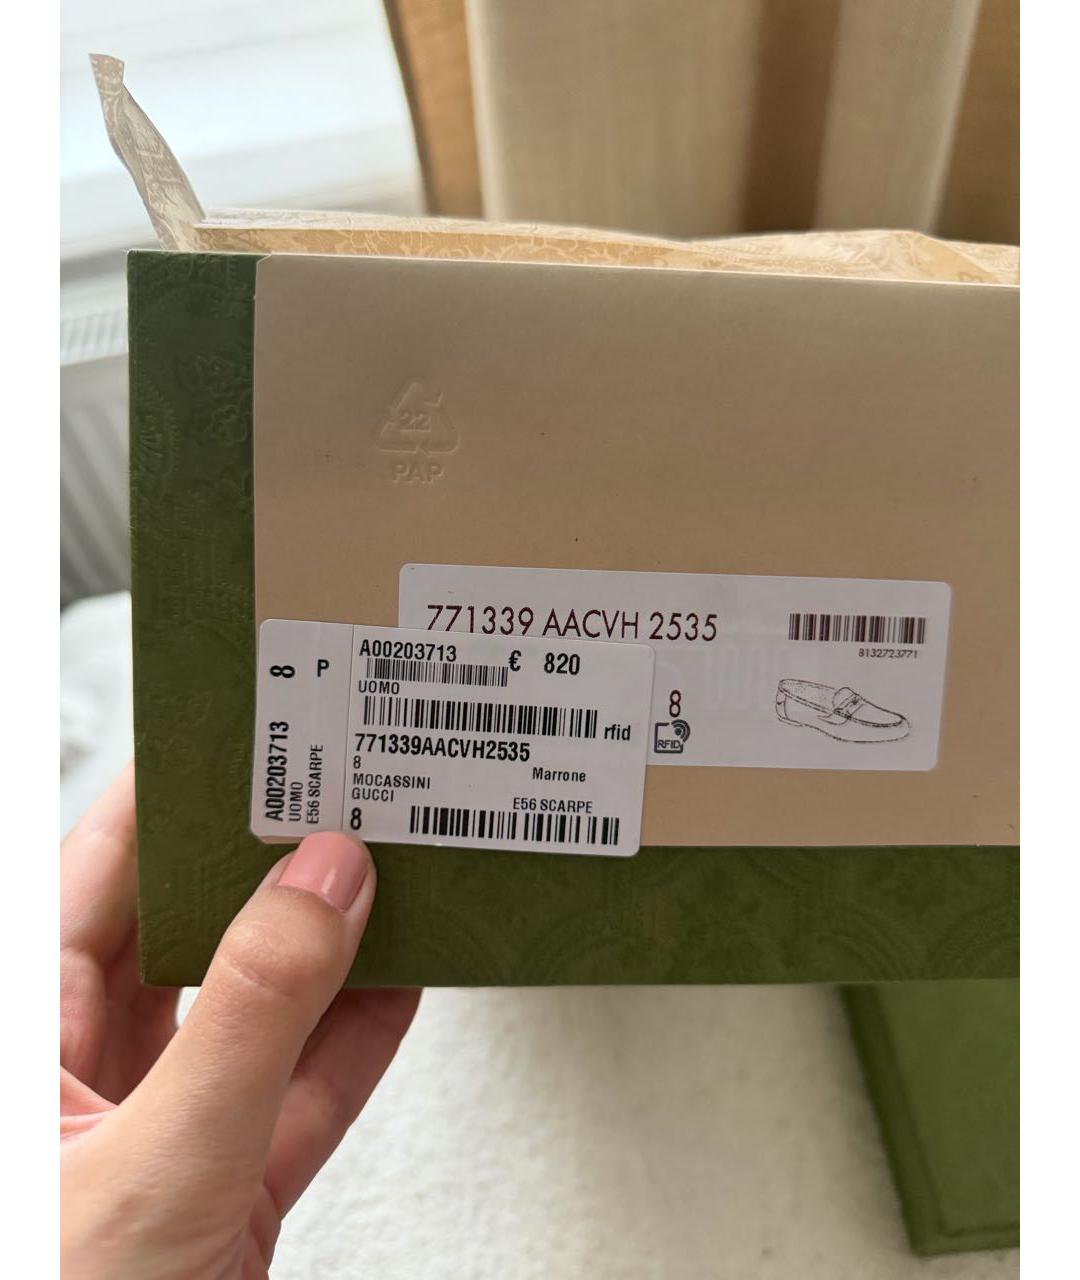 22
PAP
771339 AACVH 2535
8132723771
8
RFID
A00203713 € 820
UOMO
rfid
771339AACVH2535
8
Marrone
MOCASSINI
GUCCI
E56 SCARPE
8
8 P
A00203713
UOMO
E56 SCARPE